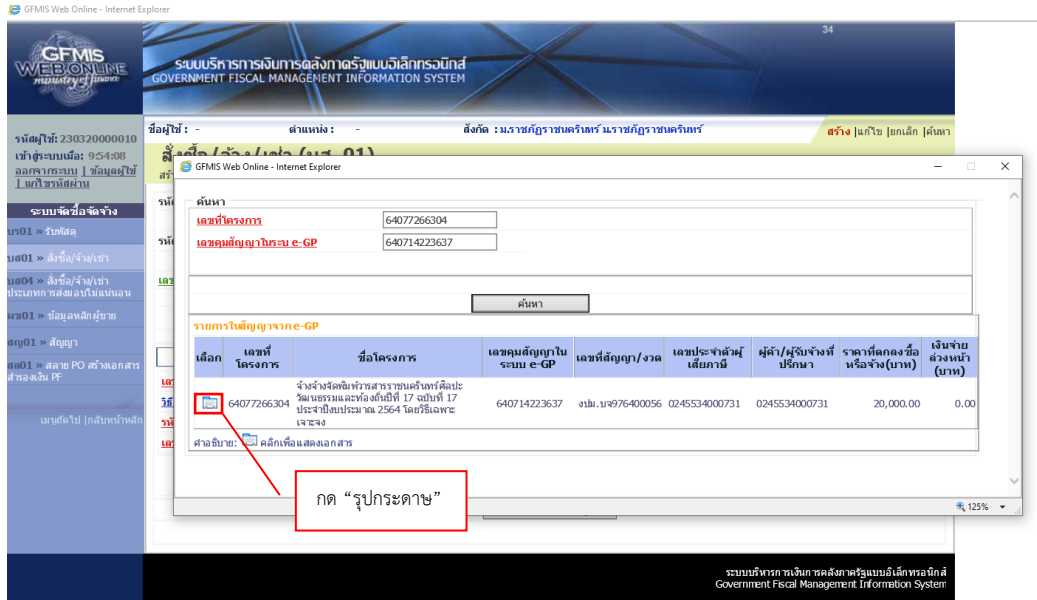 GFMIS Web Online - Internet Explorer
34
GFMIS
WEB ONLINE
ministry of finance
ระบบบริหารการเงินการคลังภาครัฐแบบอิเล็กทรอนิกส์
GOVERNMENT FISCAL MANAGEMENT INFORMATION SYSTEM
รหัสผู้ใช้: 230320000010
เข้าสู่ระบบเมื่อ: 9:54:08
ออกจากระบบ | ข้อมูลผู้ใช้
| แก้ไขรหัสผ่าน
ระบบจัดซื้อจัดจ้าง
บร01 » รับพัสดุ
บส01 » สั่งซื้อ/จ้าง/เช่า
บส04 » สั่งซื้อ/จ้าง/เช่า
ประเภทการส่งมอบไม่แน่นอน
ผข01 » ข้อมูลหลักผู้ขาย
สญ01 » สัญญา
สด01 » สลาย PO สร้างเอกสาร
สำรองเงิน PF
เมนูถัดไป |กลับหน้าหลัก
ชื่อผู้ใช้ : - ตำแหน่ง : - สังกัด : ม.ราชภัฏราชนครินทร์ ม.ราชภัฏราชนครินทร์
สร้าง |แก้ไข |ยกเลิก |ค้นหา
สั่งซื้อ/จ้าง/เช่า (บส. 01)
GFMIS Web Online - Internet Explorer
ค้นหา
เลขที่โครงการ 64077266304
เลขคุมสัญญาในระบบ e-GP 640714223637
ค้นหา
รายการในสัญญาจาก e-GP
เลือก เลขที่โครงการ ชื่อโครงการ เลขคุมสัญญาในระบบ e-GP เลขที่สัญญา/งวด เลขประจำตัวผู้เสียภาษี ผู้ค้า/ผู้รับจ้างที่ปรึกษา ราคาที่ตกลงซื้อหรือจ้าง(บาท) เงินจ่ายล่วงหน้า (บาท)
64077266304 จ้างจ้างจัดพิมพ์วารสารราชนครินทร์ศิลปะ
วัฒนธรรมและท้องถิ่นปีที่ 17 ฉบับที่ 17
ประจำปีงบประมาณ 2564 โดยวิธีเฉพาะ
เจาะจง
640714223637 งปม.บจ976400056 0245534000731 0245534000731 20,000.00 0.00
คำอธิบาย: คลิกเพื่อแสดงเอกสาร
กด “รูปกระดาษ”
125%
ระบบบริหารการเงินการคลังภาครัฐแบบอิเล็กทรอนิกส์
Government Fiscal Management Information System